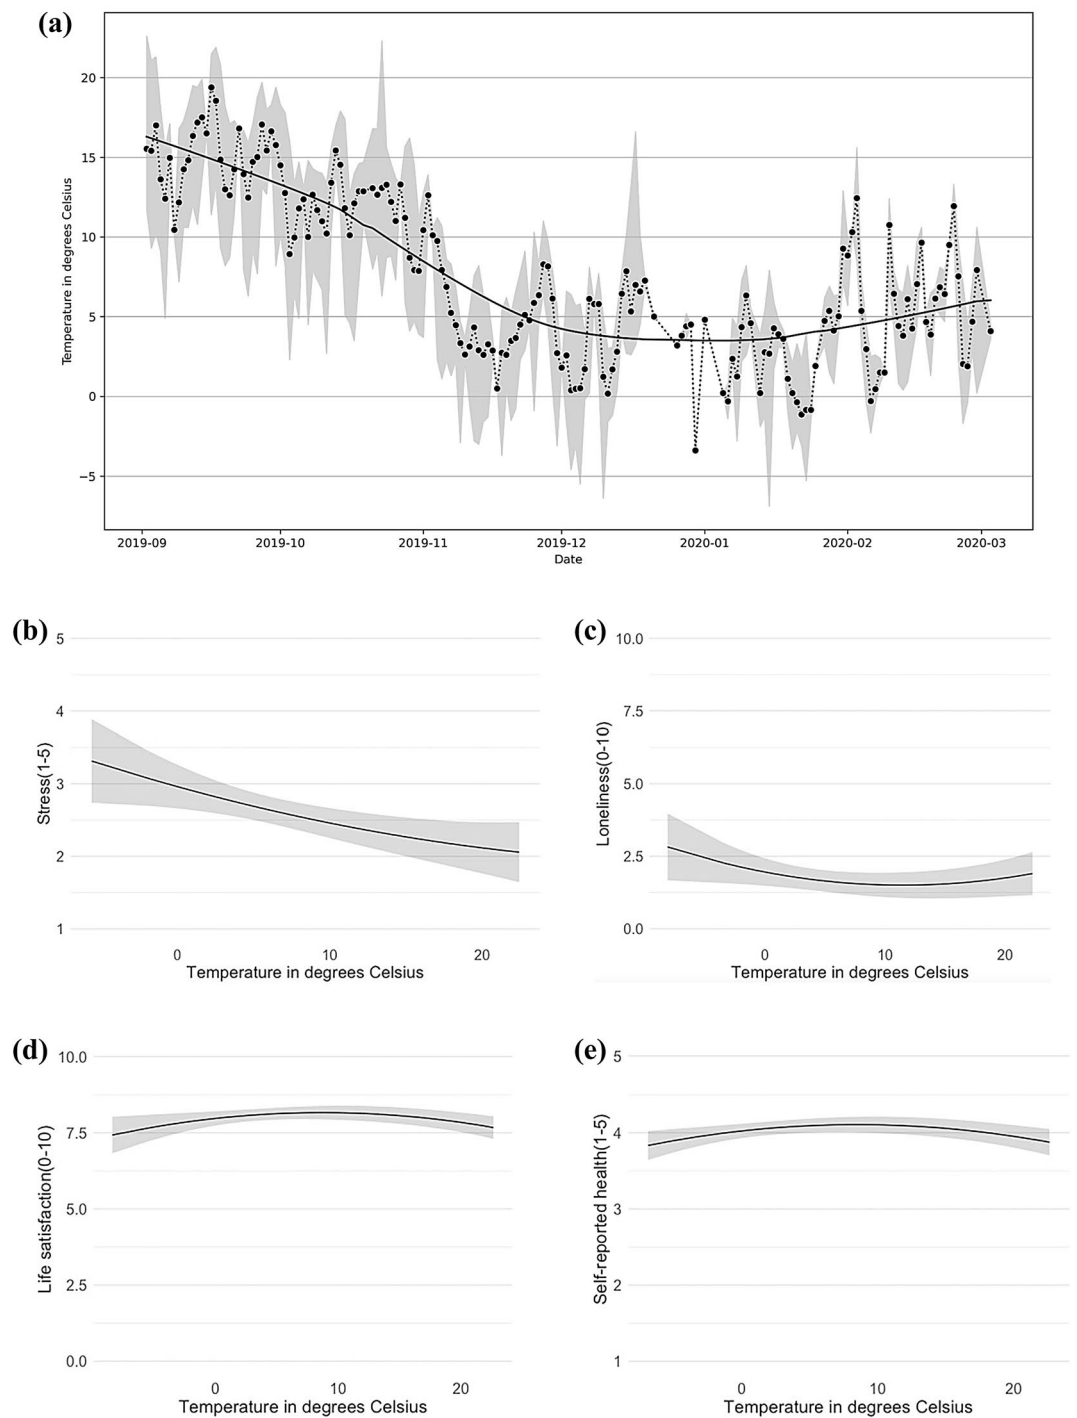 (a)
Temperature in degrees Celsius
20
15
10
5
0
−5
2019-09 2019-10 2019-11 2019-12 2020-01 2020-02 2020-03
Date
(b)
Stress(1-5)
5
4
3
2
1
0 10 20
Temperature in degrees Celsius
(c)
Loneliness(0-10)
10.0
7.5
5.0
2.5
0.0
0 10 20
Temperature in degrees Celsius
(d)
Life satisfaction(0-10)
10.0
7.5
5.0
2.5
0.0
0 10 20
Temperature in degrees Celsius
(e)
Self-reported health(1-5)
5
4
3
2
1
0 10 20
Temperature in degrees Celsius